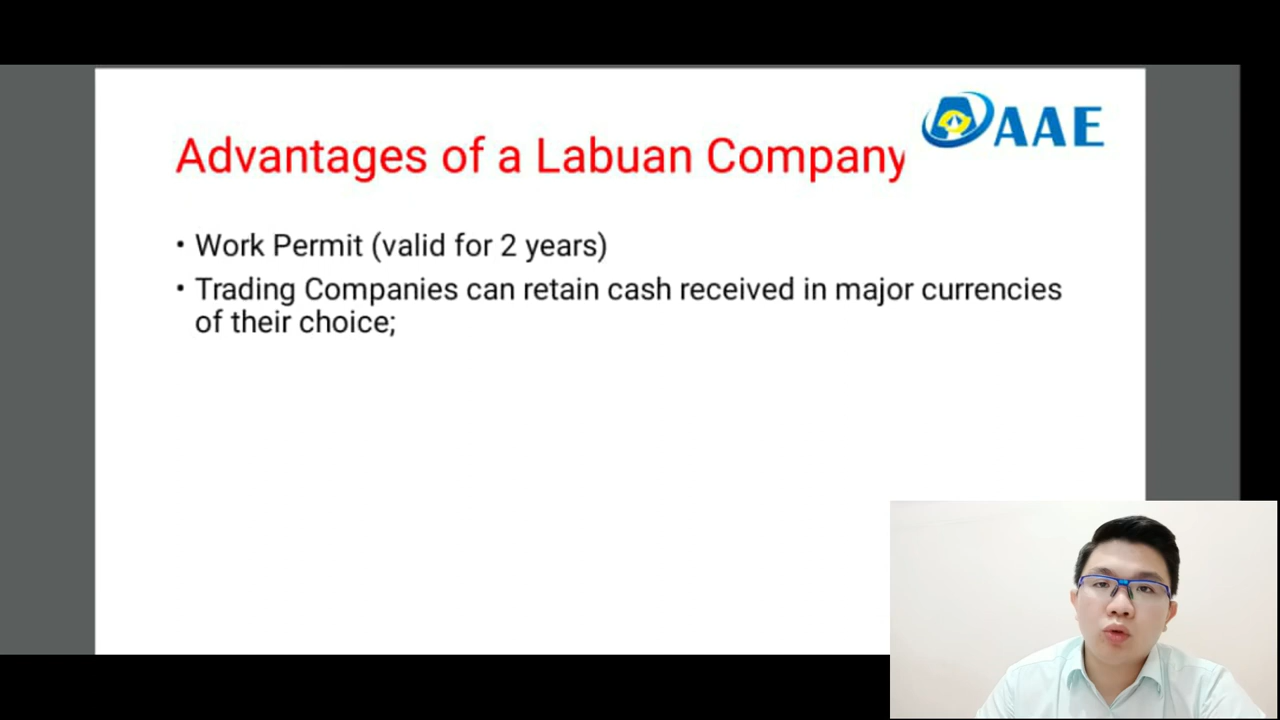 AAE
Advantages of a Labuan Company
• Work Permit (valid for 2 years)
• Trading Companies can retain cash received in major currencies
of their choice;